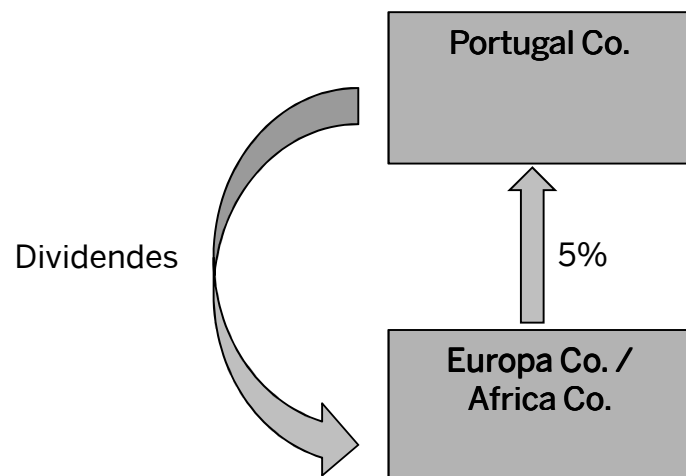 Portugal Co.
Dividendes
5%
Europa Co. /
Africa Co.